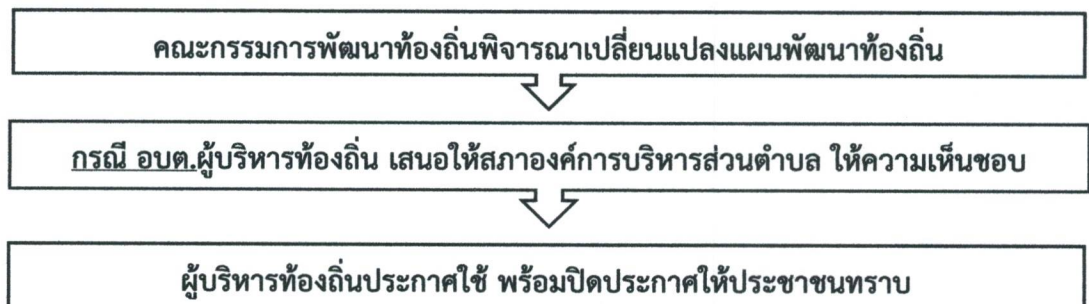 คณะกรรมการพัฒนาท้องถิ่นพิจารณาเปลี่ยนแปลงแผนพัฒนาท้องถิ่น
กรณี อบต.ผู้บริหารท้องถิ่น เสนอให้สภาองค์การบริหารส่วนตำบล ให้ความเห็นชอบ
ผู้บริหารท้องถิ่นประกาศใช้ พร้อมปิดประกาศให้ประชาชนทราบ